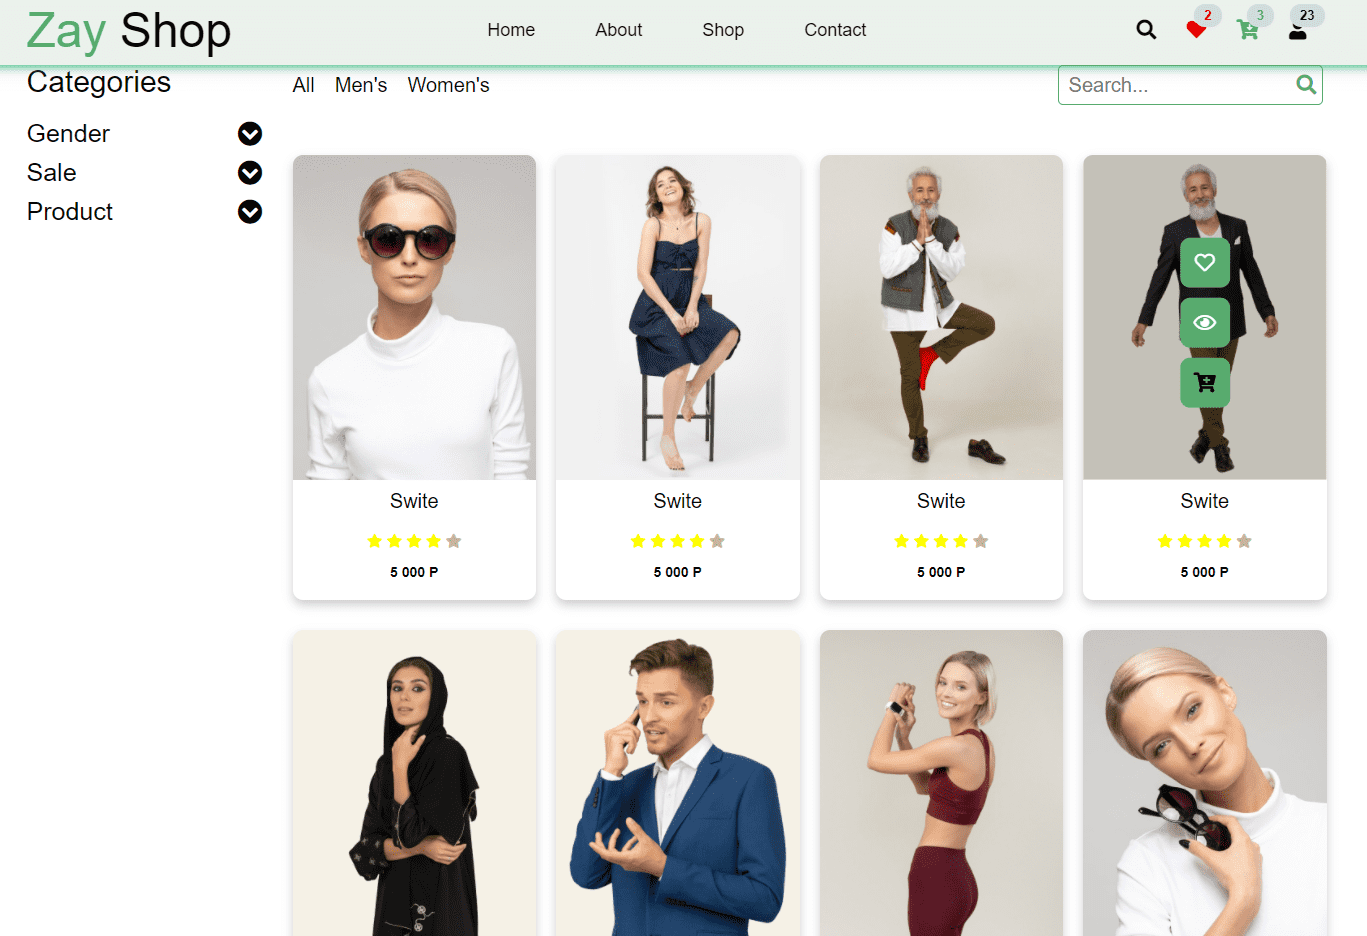 Zay Shop
Home About Shop Contact
2 3 23
Categories
All Men's Women's
Search...
Gender
Sale
Product
Swite Swite Swite Swite
5 000 P 5 000 P 5 000 P 5 000 P